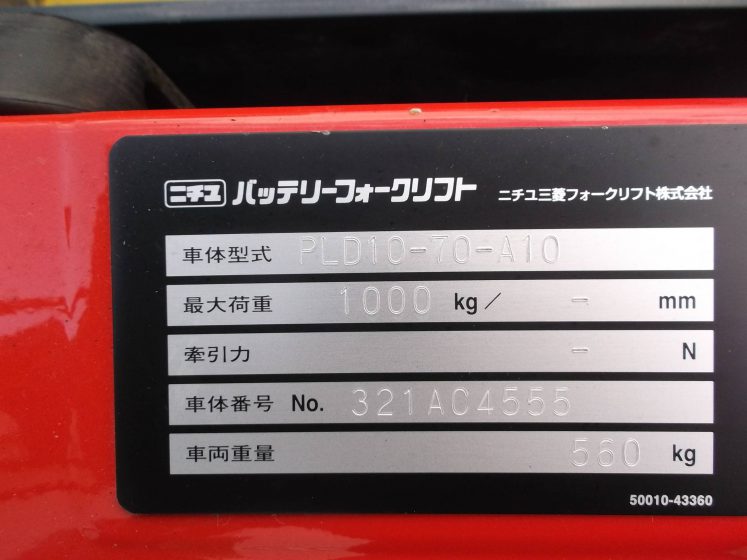 ニチユ バッテリーフォークリフト ニチユ三菱フォークリフト株式会社
車体型式 PLD10-70-A10
最大荷重 1000 kg／ - mm
牽引力 - N
車体番号 No. 321AC4555
車両重量 560 kg
50010-43360